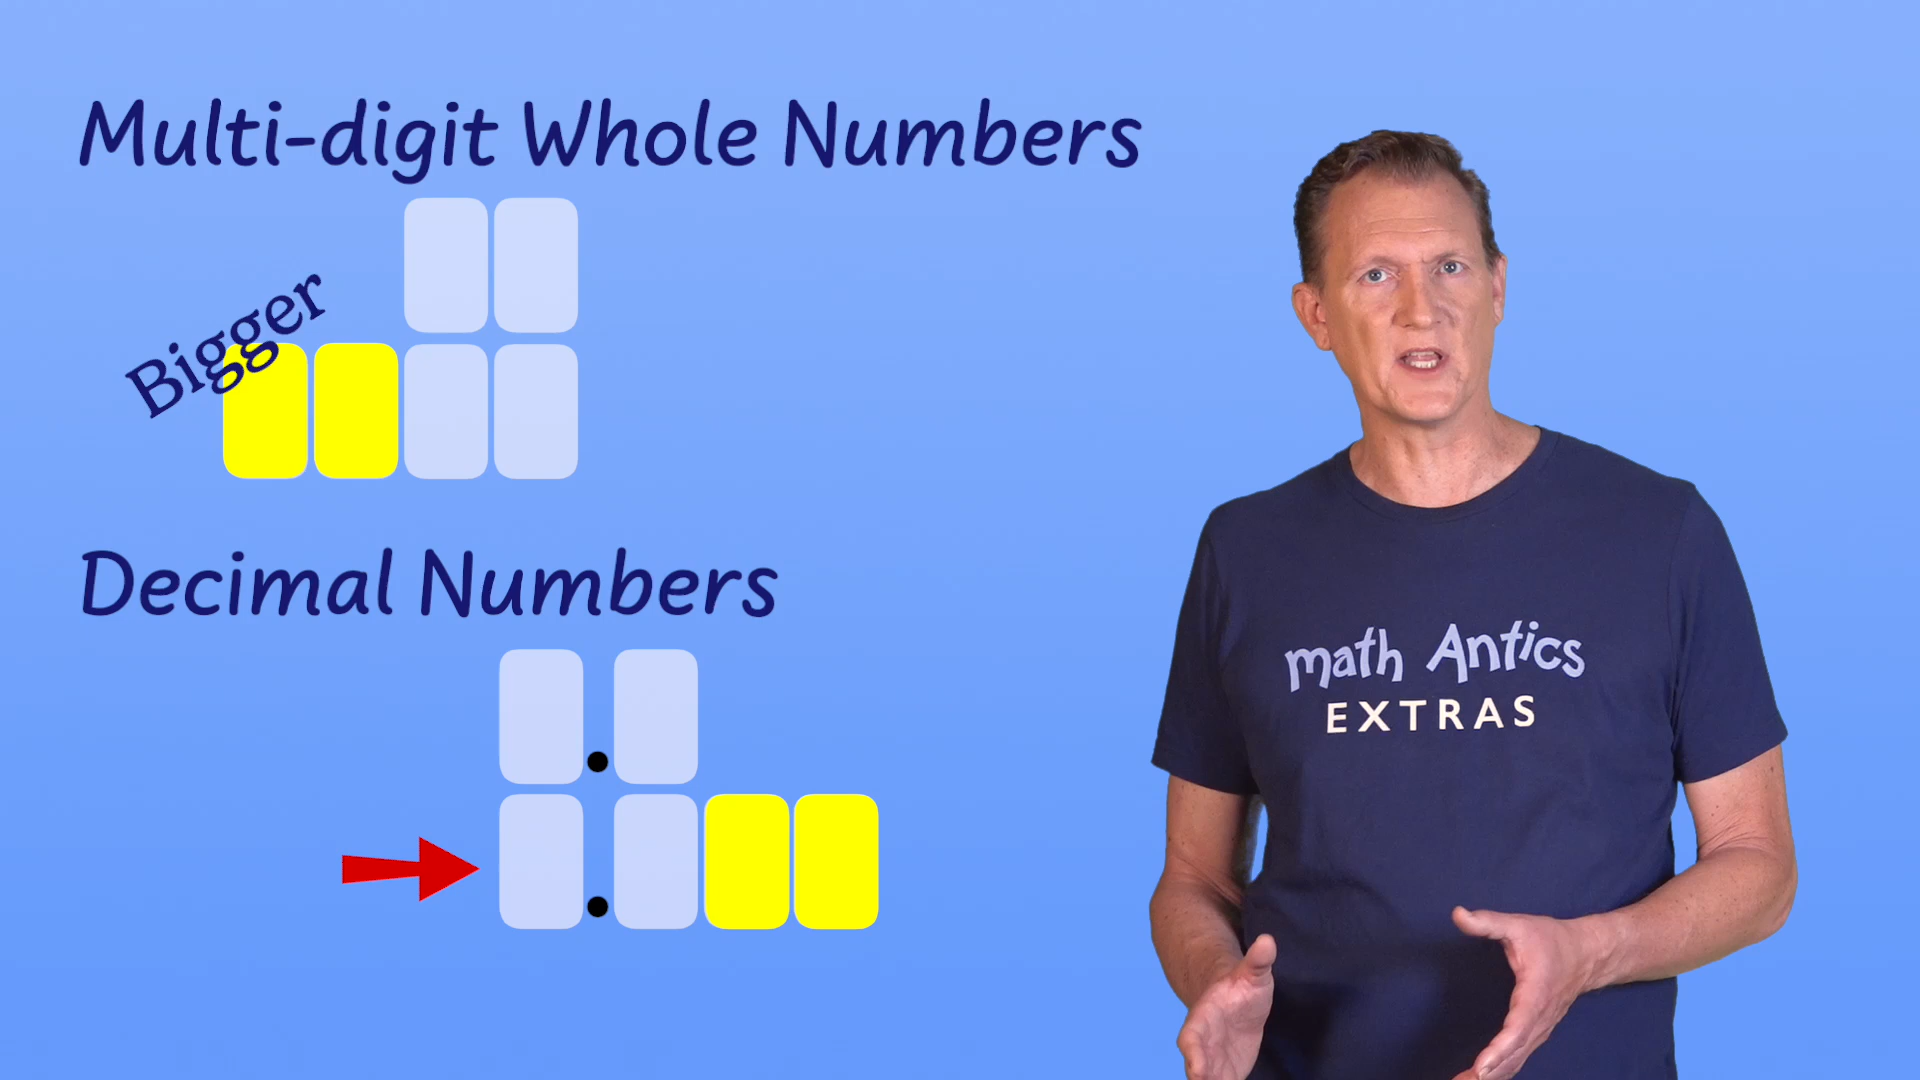 Multi-digit Whole Numbers
Bigger
Decimal Numbers
math Antics
EXTRAS